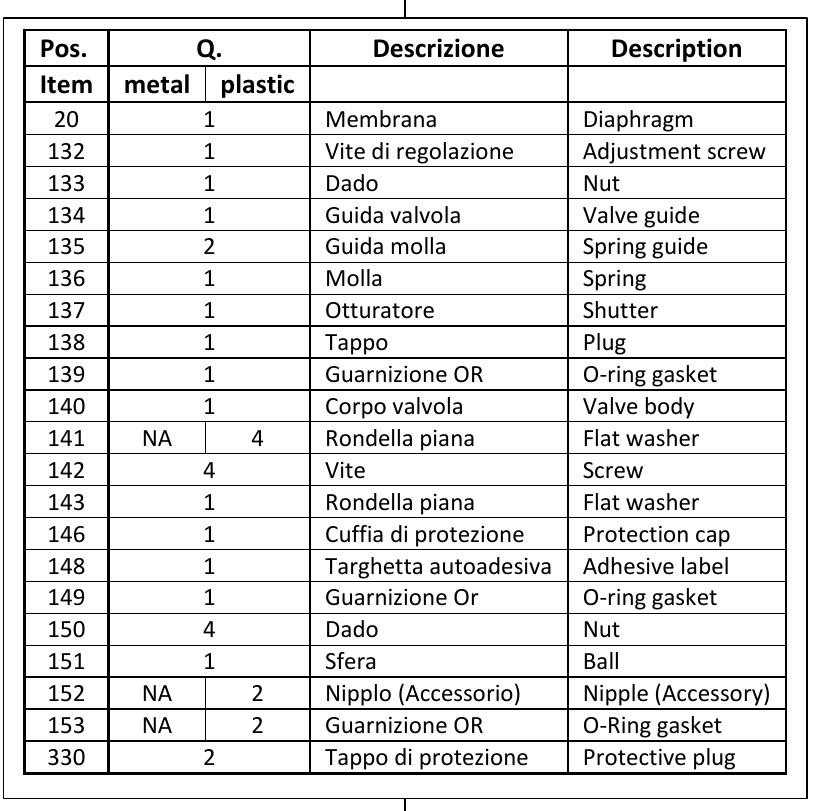 Pos. Q. Descrizione Description
Item metal plastic
20 1 Membrana Diaphragm
132 1 Vite di regolazione Adjustment screw
133 1 Dado Nut
134 1 Guida valvola Valve guide
135 2 Guida molla Spring guide
136 1 Molla Spring
137 1 Otturatore Shutter
138 1 Tappo Plug
139 1 Guarnizione OR O-ring gasket
140 1 Corpo valvola Valve body
141 NA 4 Rondella piana Flat washer
142 4 Vite Screw
143 1 Rondella piana Flat washer
146 1 Cuffia di protezione Protection cap
148 1 Targhetta autoadesiva Adhesive label
149 1 Guarnizione Or O-ring gasket
150 4 Dado Nut
151 1 Sfera Ball
152 NA 2 Nipplo (Accessorio) Nipple (Accessory)
153 NA 2 Guarnizione OR O-Ring gasket
330 2 Tappo di protezione Protective plug